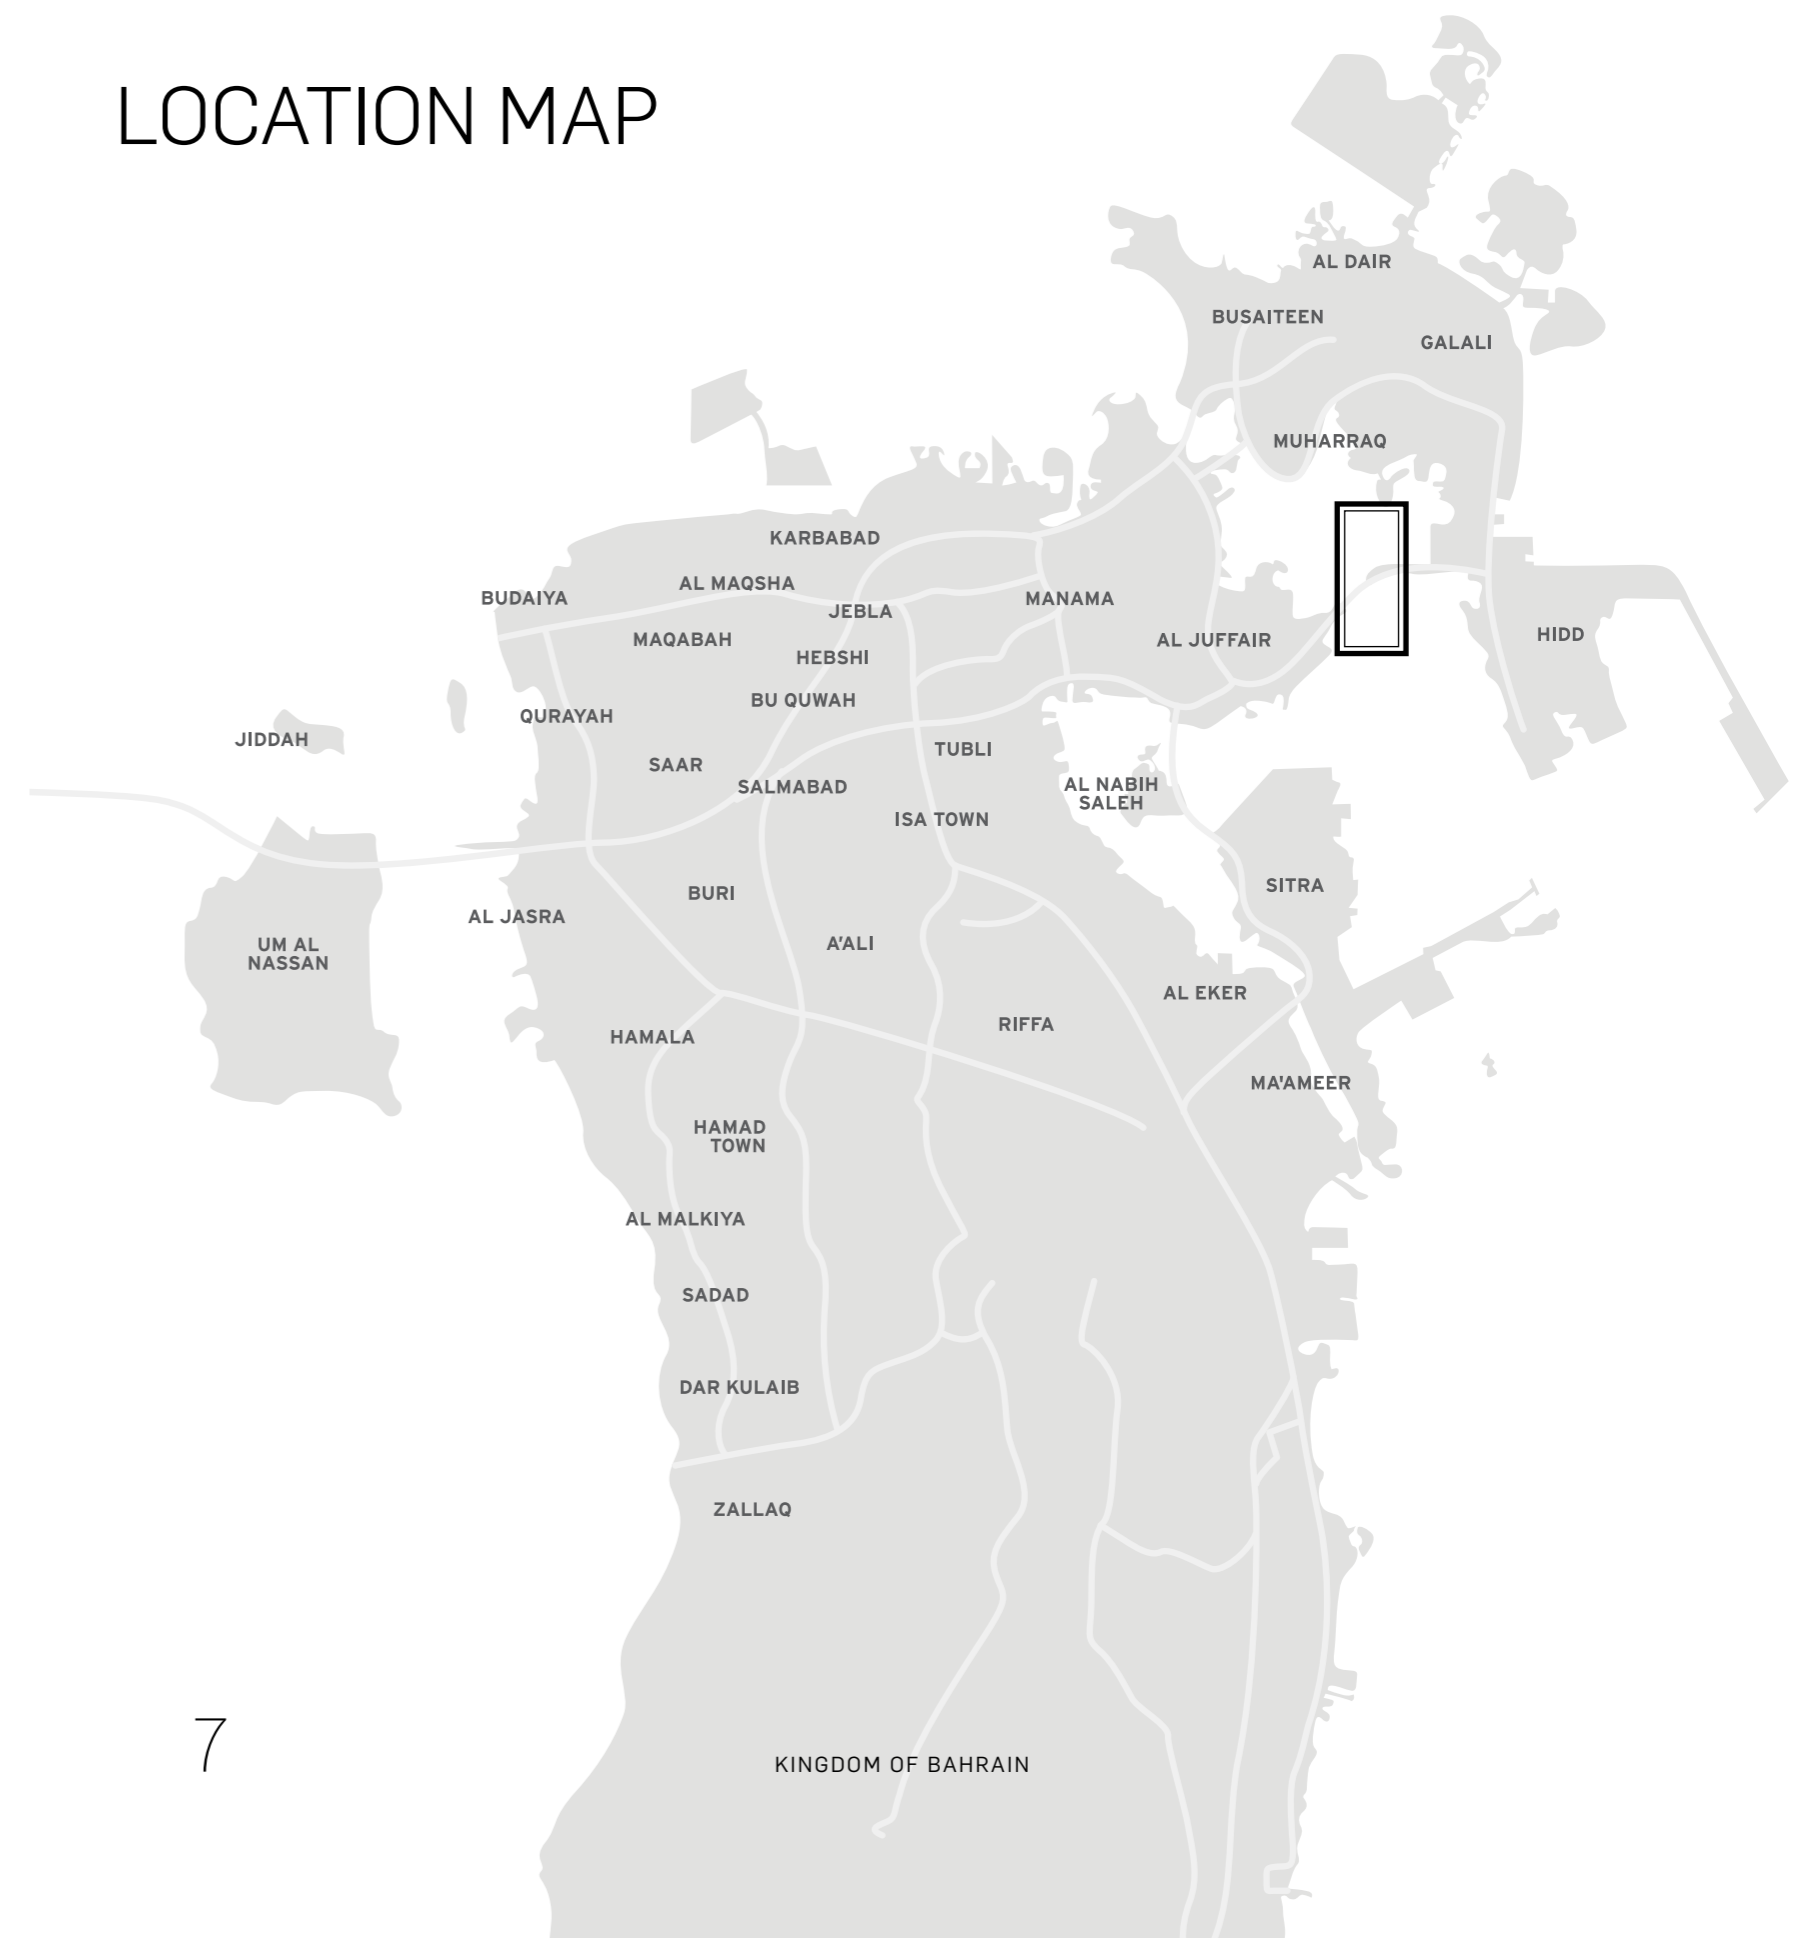 LOCATION MAP
AL DAIR
BUSAITEEN
GALALI
MUHARRAQ
KARBABAD
AL MAQSHA
BUDAIYA
JEBLA
MANAMA
MAQABAH
AL JUFFAIR
HIDD
HEBSHI
BU QUWAH
QURAYAH
JIDDAH
TUBLI
SAAR
SALMABAD
AL NABIH
SALEH
ISA TOWN
SITRA
BURI
AL JASRA
A'ALI
UM AL
NASSAN
AL EKER
RIFFA
HAMALA
MA'AMEER
HAMAD
TOWN
AL MALKIYA
SADAD
DAR KULAIB
ZALLAQ
7
KINGDOM OF BAHRAIN